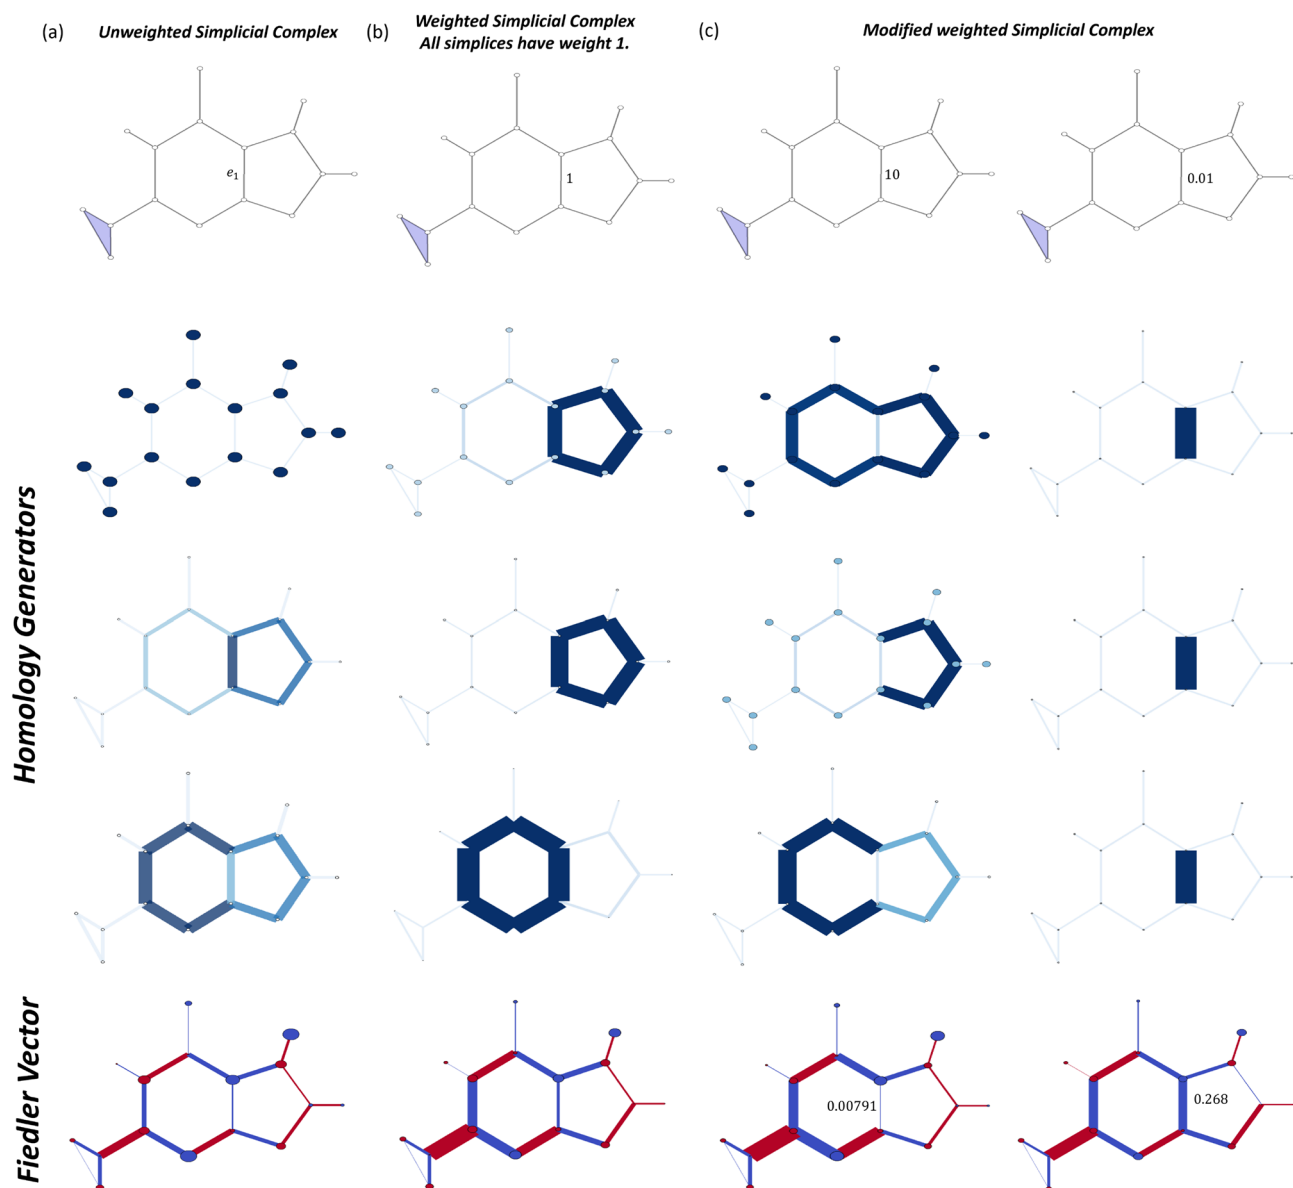 (a) Unweighted Simplicial Complex
(b) Weighted Simplicial Complex
All simplices have weight 1.
(c) Modified weighted Simplicial Complex
e₁
1
10
0.01
Homology Generators
Fiedler Vector
0.00791
0.268